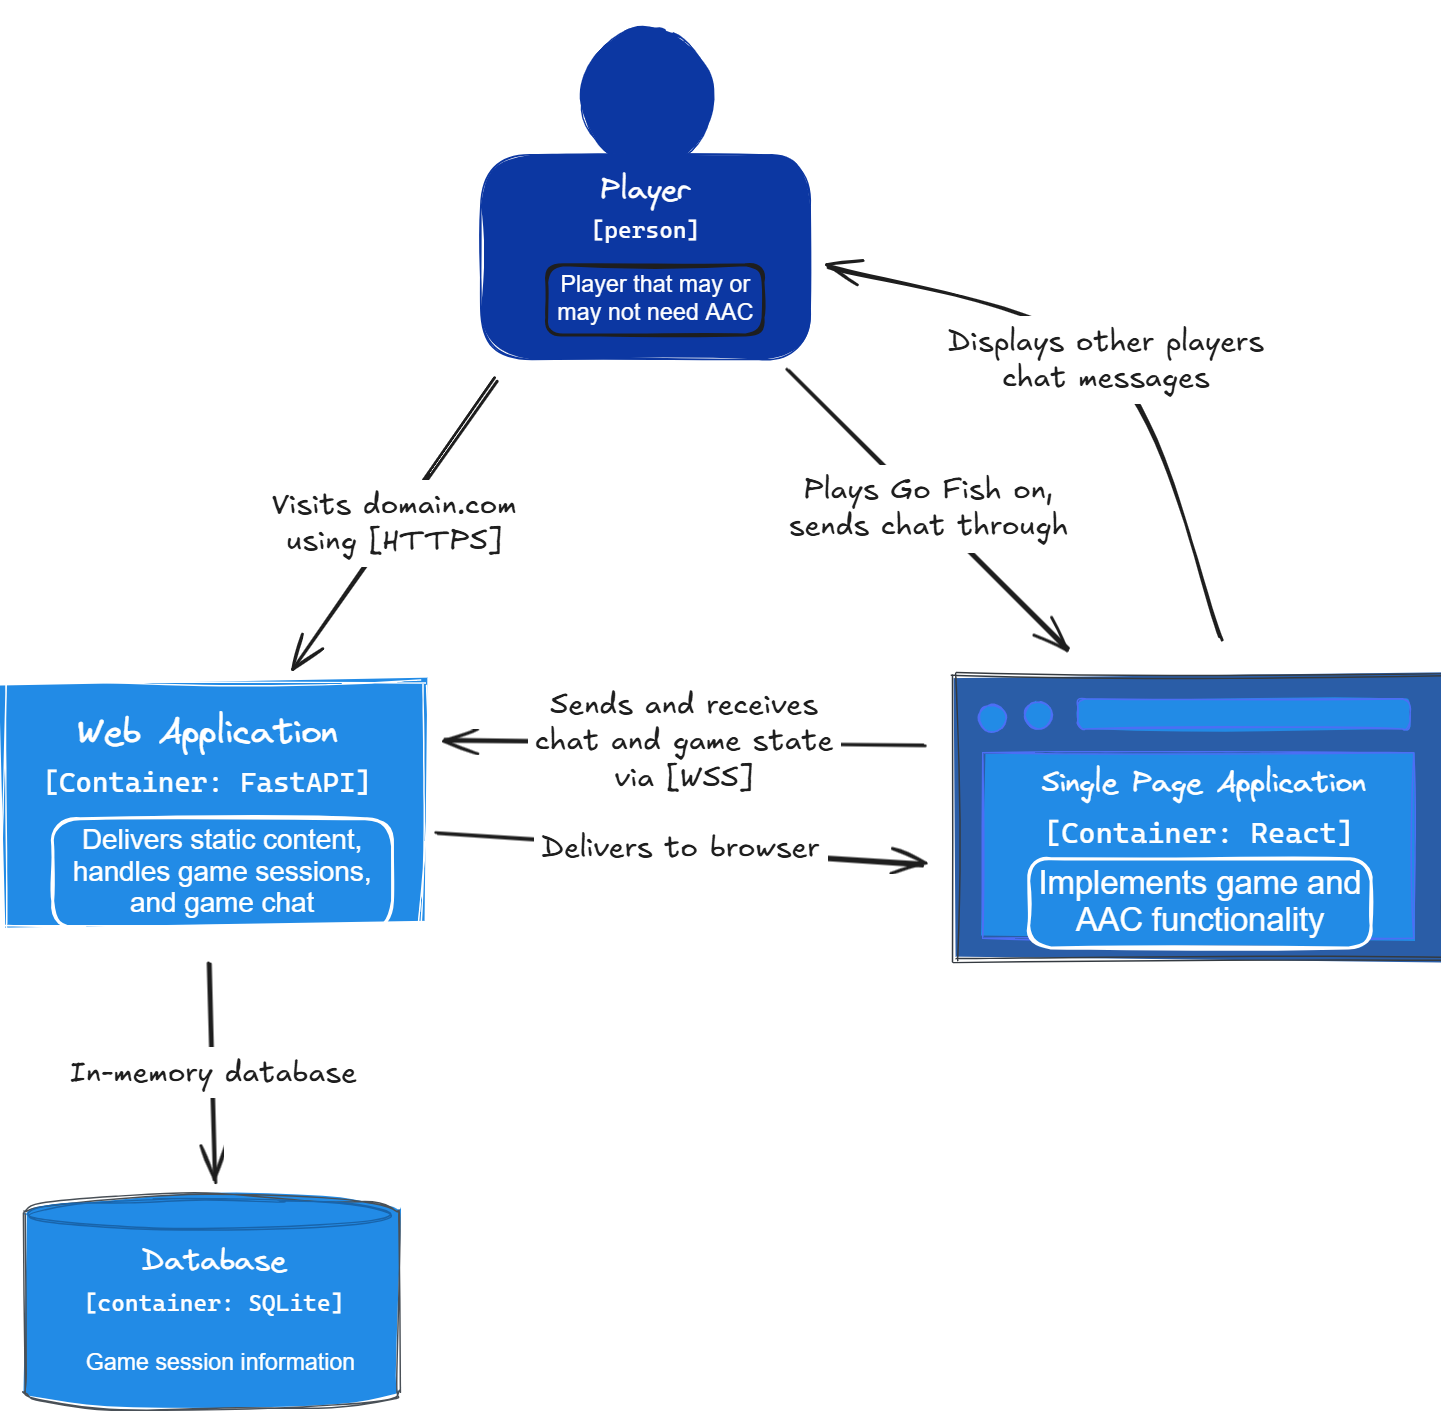 Player
[person]
Player that may or
may not need AAC
Displays other players
chat messages
Visits domain.com
using [HTTPS]
Plays Go Fish on,
sends chat through
Web Application
[Container: FastAPI]
Delivers static content,
handles game sessions,
and game chat
Sends and receives
chat and game state
via [WSS]
Delivers to browser
Single Page Application
[Container: React]
Implements game and
AAC functionality
In-memory database
Database
[container: SQLite]
Game session information